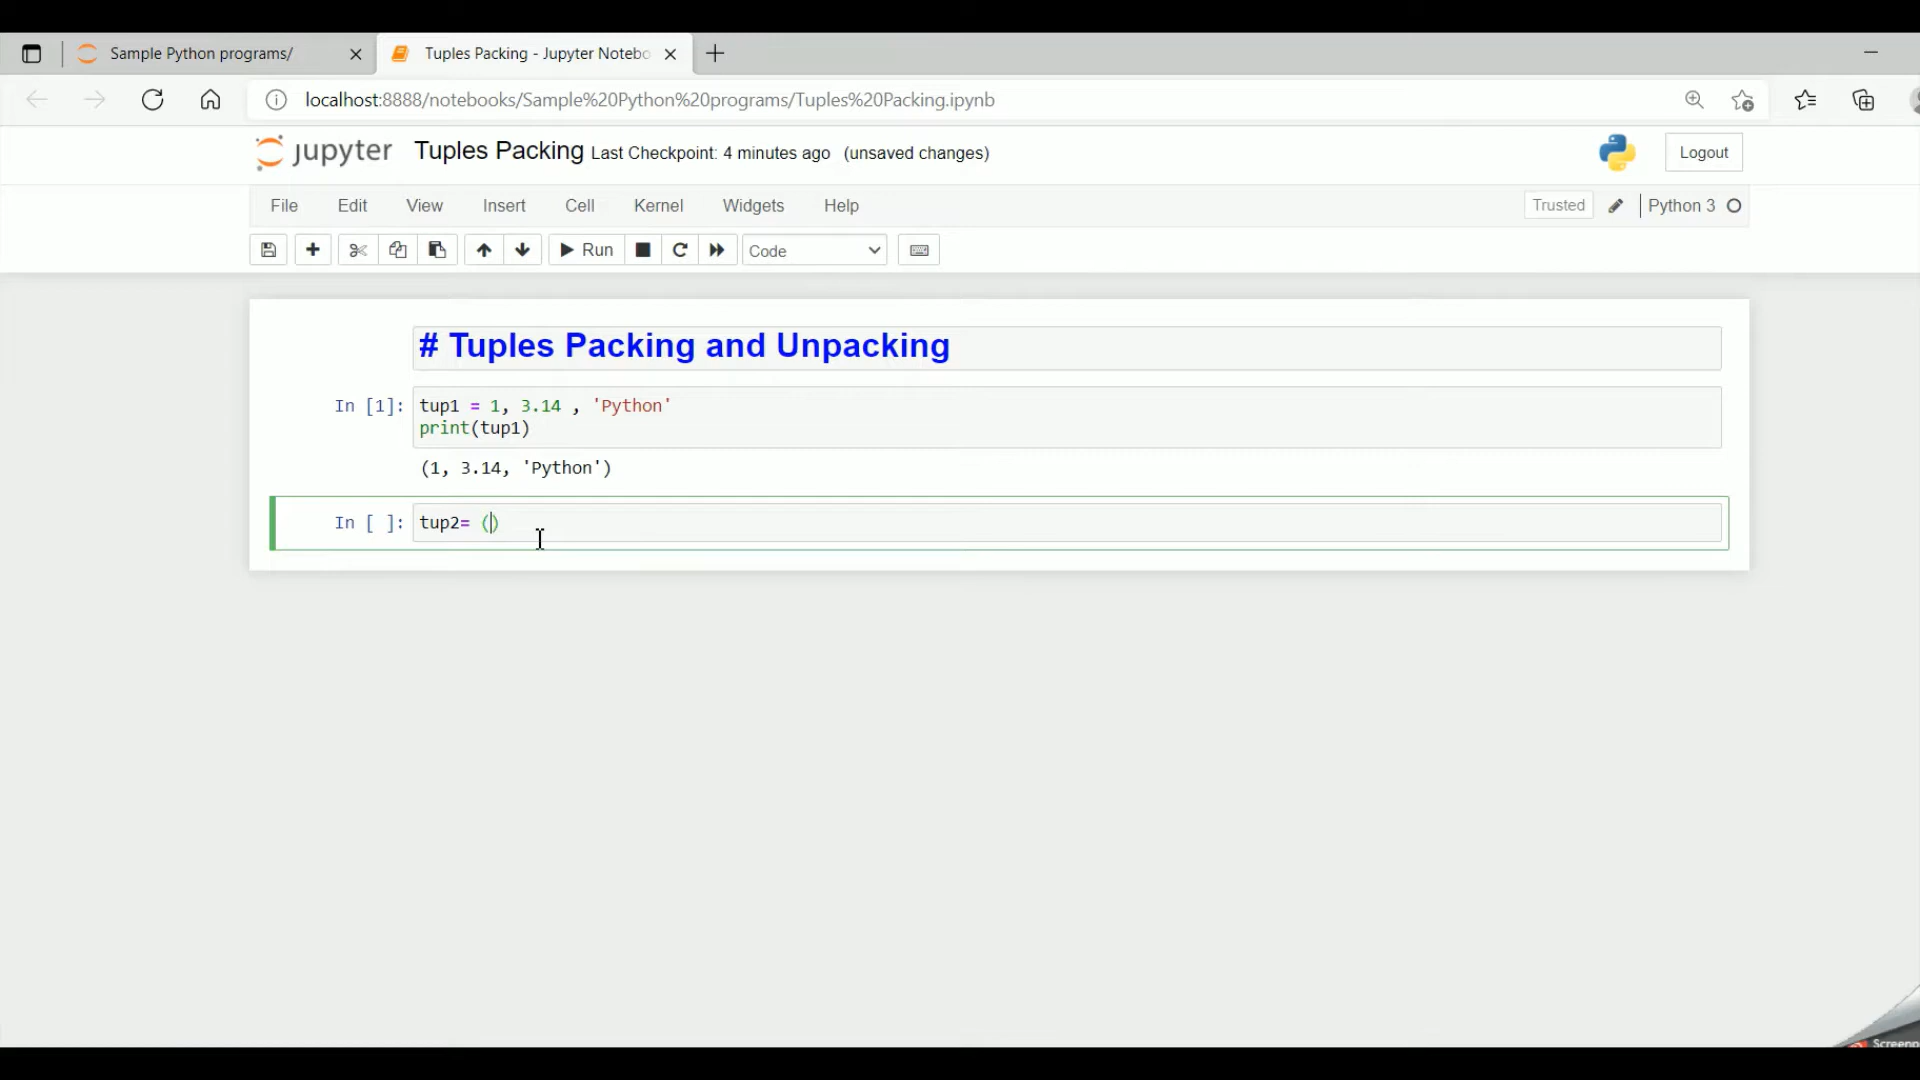 Sample Python programs/
Tuples Packing - Jupyter Notebo
localhost:8888/notebooks/Sample%20Python%20programs/Tuples%20Packing.ipynb
jupyter Tuples Packing Last Checkpoint: 4 minutes ago (unsaved changes)
Logout
File Edit View Insert Cell Kernel Widgets Help
Trusted
Python 3
Run
Code
# Tuples Packing and Unpacking
In [1]: tup1 = 1, 3.14 , 'Python'
print(tup1)
(1, 3.14, 'Python')
In [ ]: tup2= ()